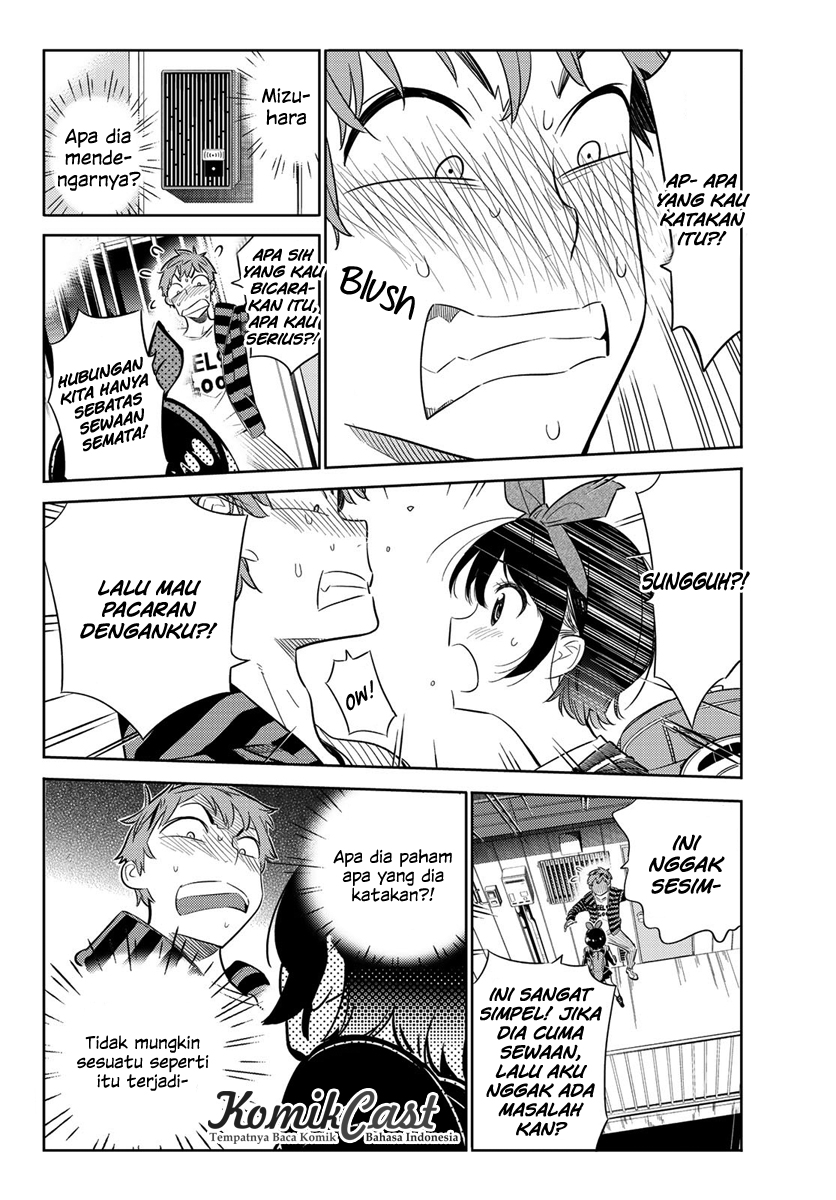 AP- APA
YANG KAU
KATAKAN
ITU?!
Blush
Mizu-
hara
Apa dia
mende-
ngarnya?
APA SIH
YANG KAU
BICARA-
KAN ITU,
APA KAU
SERIUS?!
HUBUNGAN
KITA HANYA
SEBATAS
SEWAAN
SEMATA!
SUNGGUH?!
LALU MAU
PACARAN
DENGANKU?!
OW!
INI
NGGAK
SESIM-
INI SANGAT
SIMPEL! JIKA
DIA CUMA
SEWAAN,
LALU AKU
NGGAK ADA
MASALAH
KAN?
Apa dia paham
apa yang dia
katakan?!
Tidak mungkin
sesuatu seperti
itu terjadi-
KomikCast
Tempatnya Baca Komik Bahasa Indonesia